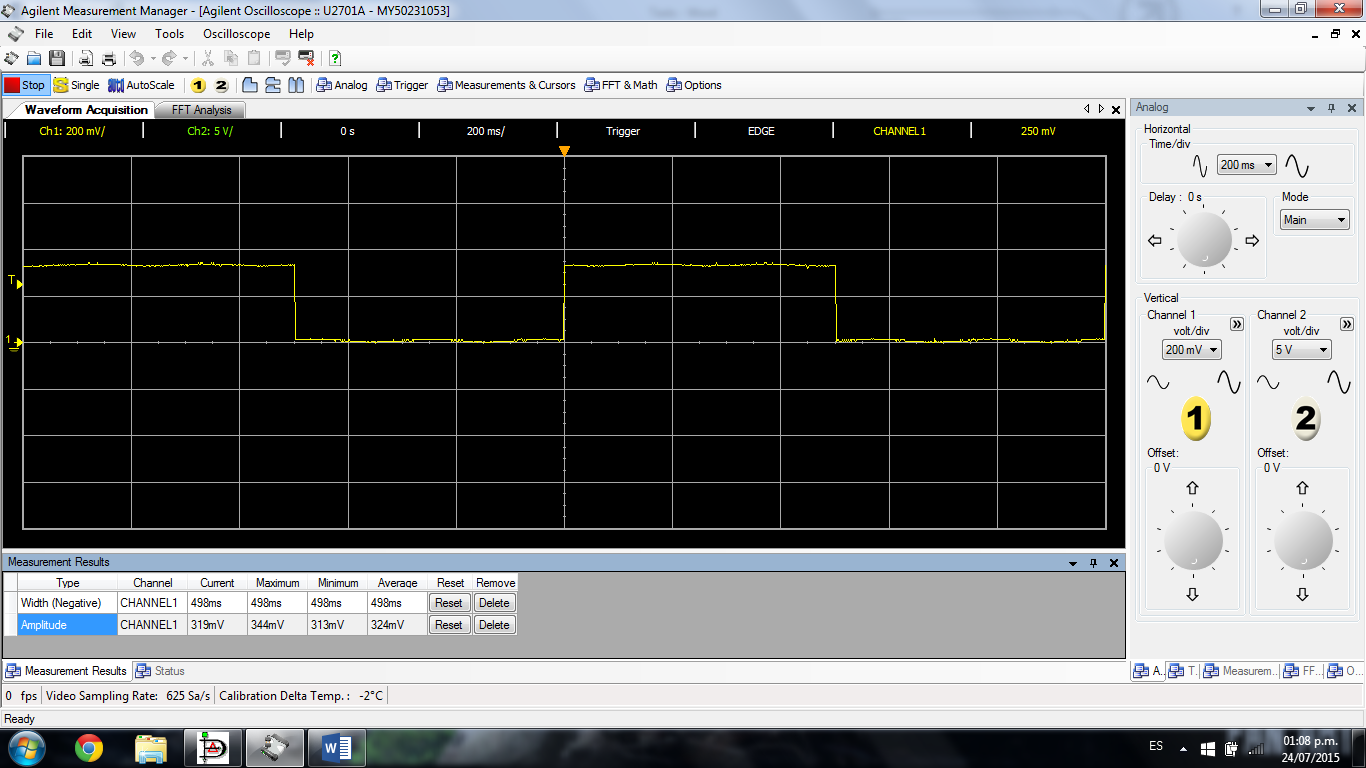 Agilent Measurement Manager - [Agilent Oscilloscope :: U2701A - MY50231053]
File Edit View Tools Oscilloscope Help
Stop Single AutoScale 1 2 Analog Trigger Measurements & Cursors FFT & Math Options
Waveform Acquisition FFT Analysis
Ch1: 200 mV/ Ch2: 5 V/ 0 s 200 ms/ Trigger EDGE CHANNEL1 250 mV
T
1
Analog
Horizontal
Time/div
200 ms
Delay : 0 s Mode
Main
Vertical
Channel 1 Channel 2
volt/div volt/div
200 mV 5 V
1 2
Offset: Offset:
0 V 0 V
Measurement Results
Type Channel Current Maximum Minimum Average Reset Remove
Width (Negative) CHANNEL1 498ms 498ms 498ms 498ms Reset Delete
Amplitude CHANNEL1 319mV 344mV 313mV 324mV Reset Delete
Measurement Results Status
A.. T. Measurem.. FF... O...
0 fps Video Sampling Rate: 625 Sa/s Calibration Delta Temp. : -2°C
Ready
ES 01:08 p.m.
24/07/2015